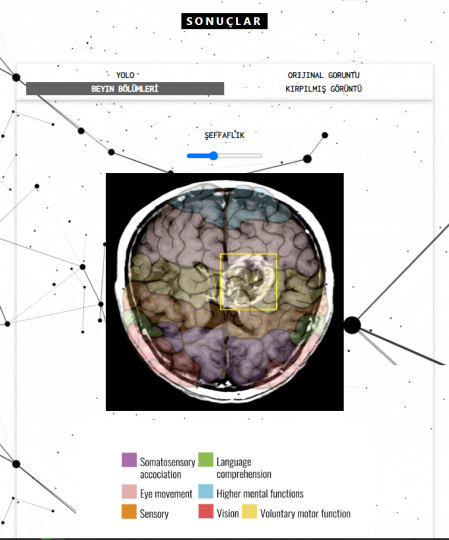 SONUÇLAR
YOLO
ORIJINAL GORUNTU
BEYIN BÖLÜMLERİ
KIRPILMIŞ GÖRÜNTÜ
ŞEFFAFLIK
Somatosensory accociation
Language comprehension
Eye movement
Higher mental functions
Sensory
Vision
Voluntary motor function